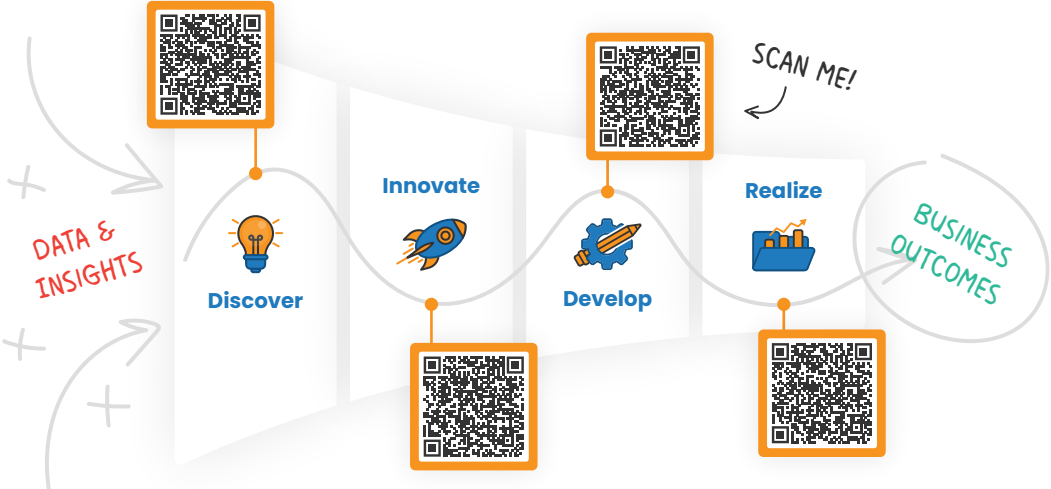 SCAN ME!
Innovate
Realize
DATA &
INSIGHTS
BUSINESS
OUTCOMES
Discover
Develop